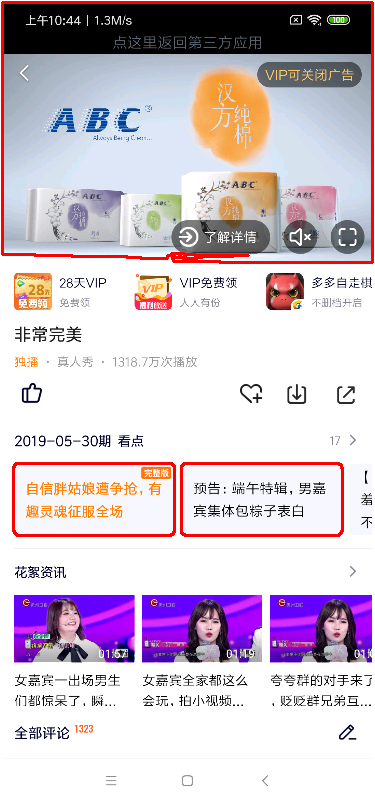 上午10:44 | 1.3M/s
100
点这里返回第三方应用
VIP可关闭广告
ABC
Always Being Clean...
汉方纯棉
ABC
了解详情
28天
28天VIP
免费领
VIP
VIP免费领
人人有份
多多自走棋
不删档开启
非常完美
独播 · 真人秀 · 1318.7万次播放
2019-05-30期 看点
17
完整版
自信胖姑娘遭争抢,有
趣灵魂征服全场
预告:端午特辑,男嘉
宾集体包粽子表白
花絮资讯
01:57
01:19
女嘉宾一出场男生
们都惊呆了,瞬...
女嘉宾全家都这么
会玩,拍小视频...
夸夸群的对手来了
,贬贬群兄弟互...
全部评论 1323